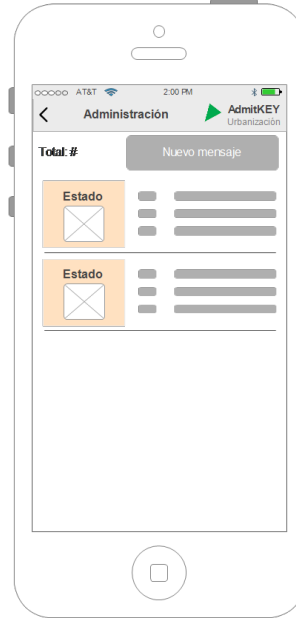 AT&T 2:00 PM
Administración AdmitKEY
Urbanización
Total: # Nuevo mensaje
Estado
Estado